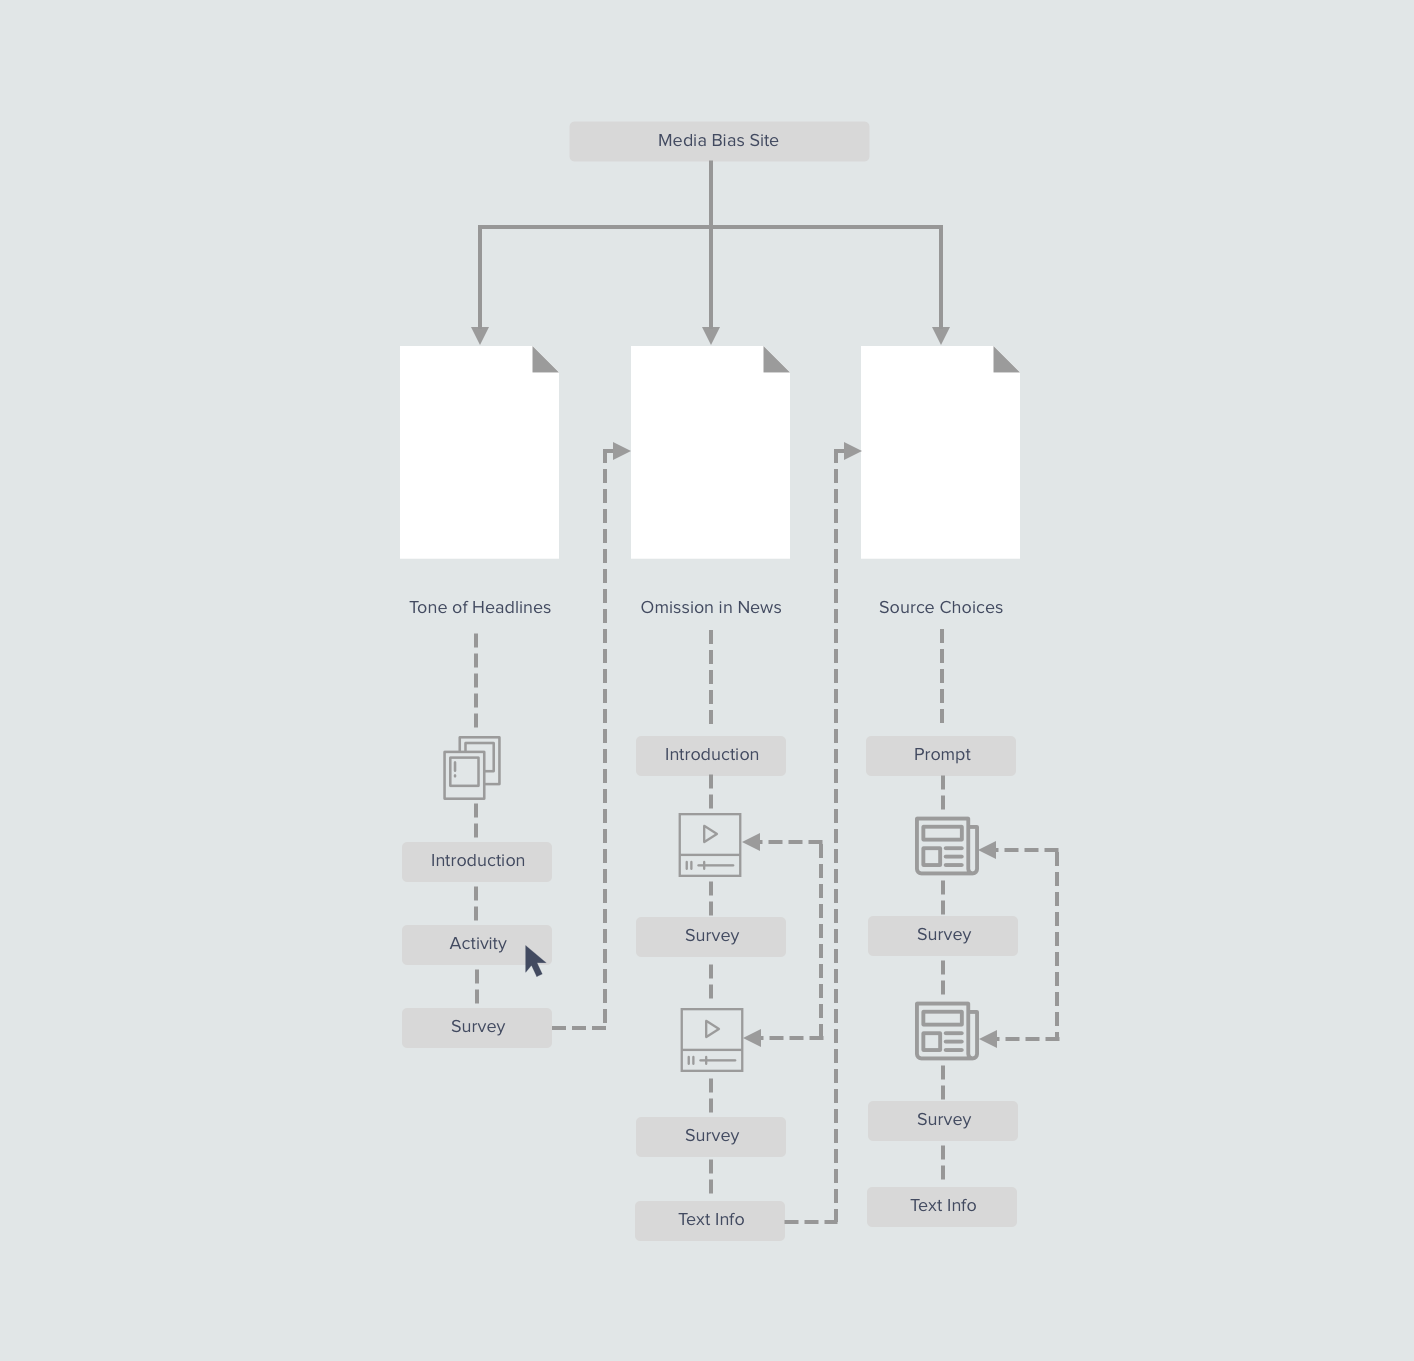 Media Bias Site
Tone of Headlines
Omission in News
Source Choices
Introduction
Activity
Survey
Introduction
Survey
Survey
Text Info
Prompt
Survey
Survey
Text Info